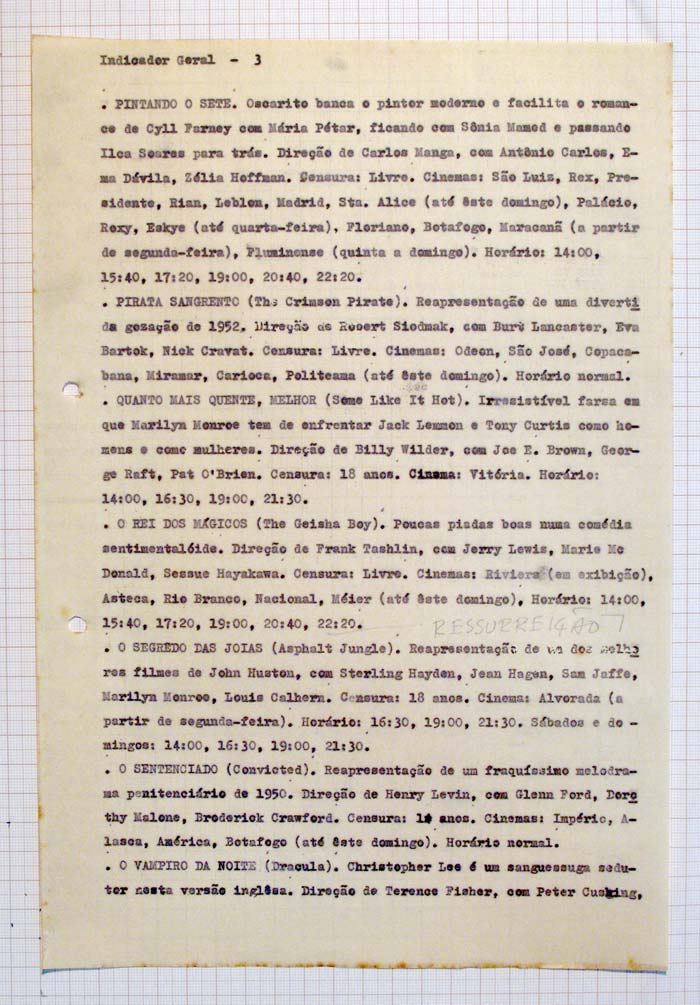 Indicador Geral - 3
. PINTANDO O SETE. Oscarito banca o pintor moderno e facilita o roman-
ce de Cyll Farney com Mária Pétar, ficando com Sônia Mamed e passando
Ilca Soares para trás. Direção de Carlos Manga, com Antônio Carlos, E-
ma Dávila, Zélia Hoffman. Censura: Livre. Cinemas: São Luiz, Rex, Pre-
sidente, Rian, Leblon, Madrid, Sta. Alice (até êste domingo), Palácio,
Roxy, Eskye (até quarta-feira), Floriano, Botafogo, Maracanã (a partir
de segunda-feira), Fluminense (quinta a domingo). Horário: 14:00,
15:40, 17:20, 19:00, 20:40, 22:20.
. PIRATA SANGRENTO (The Crimson Pirate). Reapresentação de uma diverti
da gozação de 1952. Direção de Robert Siodmak, com Burt Lancaster, Eva
Bartok, Nick Cravat. Censura: Livre. Cinemas: Odeon, São José, Copaca-
bana, Miramar, Carioca, Politeama (até êste domingo). Horário normal.
. QUANTO MAIS QUENTE, MELHOR (Some Like It Hot). Irresistível farsa em
que Marilyn Monroe tem de enfrentar Jack Lemmon e Tony Curtis como ho-
mens e como mulheres. Direção de Billy Wilder, com Joe E. Brown, Geor-
ge Raft, Pat O'Brien. Censura: 18 anos. Cinema: Vitória. Horário:
14:00, 16:30, 19:00, 21:30.
. O REI DOS MÁGICOS (The Geisha Boy). Poucas piadas boas numa comédia
sentimentalóide. Direção de Frank Tashlin, com Jerry Lewis, Marie Mc
Donald, Sessue Hayakawa. Censura: Livre. Cinemas: Riviera (em exibição),
Asteca, Rio Branco, Nacional, Méier (até êste domingo), Horário: 14:00,
15:40, 17:20, 19:00, 20:40, 22:20. RESSURREIÇÃO
. O SEGRÊDO DAS JOIAS (Asphalt Jungle). Reapresentação de um dos melho
res filmes de John Huston, com Sterling Hayden, Jean Hagen, Sam Jaffe,
Marilyn Monroe, Louis Calhern. Censura: 18 anos. Cinema: Alvorada (a
partir de segunda-feira). Horário: 16:30, 19:00, 21:30. Sábados e do -
mingos: 14:00, 16:30, 19:00, 21:30.
. O SENTENCIADO (Convicted). Reapresentação de um fraquíssimo melodra-
ma penitenciário de 1950. Direção de Henry Levin, com Glenn Ford, Doro
thy Malone, Broderick Crawford. Censura: anos. Cinemas: Império, A-
lasca, América, Botafogo (até êste domingo). Horário normal.
. O VAMPIRO DA NOITE (Dracula). Christopher Lee é um sanguessuga sedu-
tor nesta versão inglêsa. Direção de Terence Fisher, com Peter Cushing,